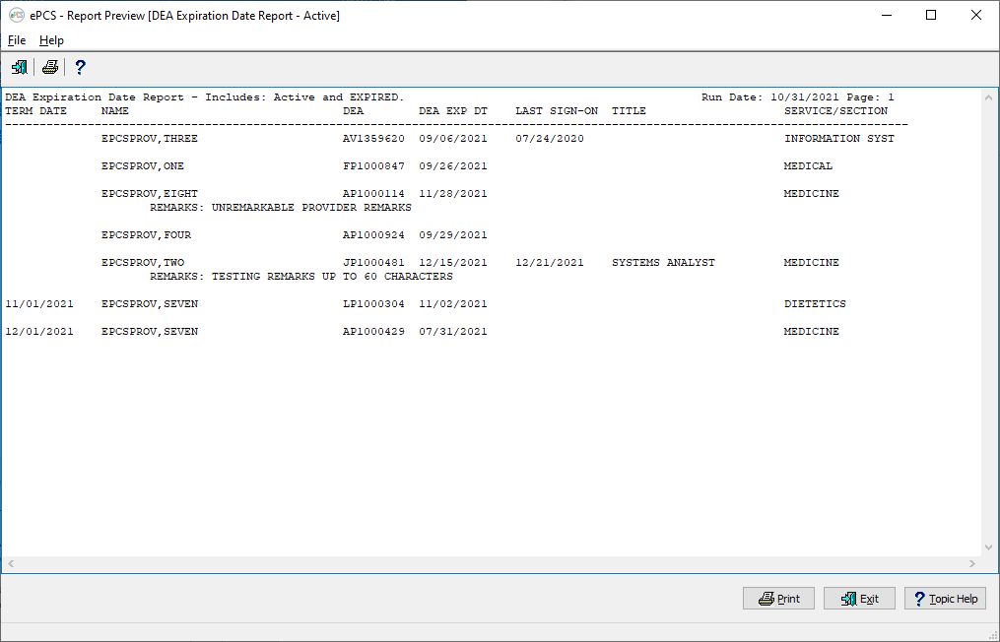 ePCS - Report Preview [DEA Expiration Date Report - Active]
File Help
DEA Expiration Date Report - Includes: Active and EXPIRED. Run Date: 10/31/2021 Page: 1
TERM DATE NAME DEA DEA EXP DT LAST SIGN-ON TITLE SERVICE/SECTION
EPCSPROV,THREE AV1359620 09/06/2021 07/24/2020 INFORMATION SYST
EPCSPROV,ONE FP1000847 09/26/2021 MEDICAL
EPCSPROV,EIGHT AP1000114 11/28/2021 MEDICINE
REMARKS: UNREMARKABLE PROVIDER REMARKS
EPCSPROV,FOUR AP1000924 09/29/2021
EPCSPROV,TWO JP1000481 12/15/2021 12/21/2021 SYSTEMS ANALYST MEDICINE
REMARKS: TESTING REMARKS UP TO 60 CHARACTERS
11/01/2021 EPCSPROV,SEVEN LP1000304 11/02/2021 DIETETICS
12/01/2021 EPCSPROV,SEVEN AP1000429 07/31/2021 MEDICINE
Print Exit Topic Help